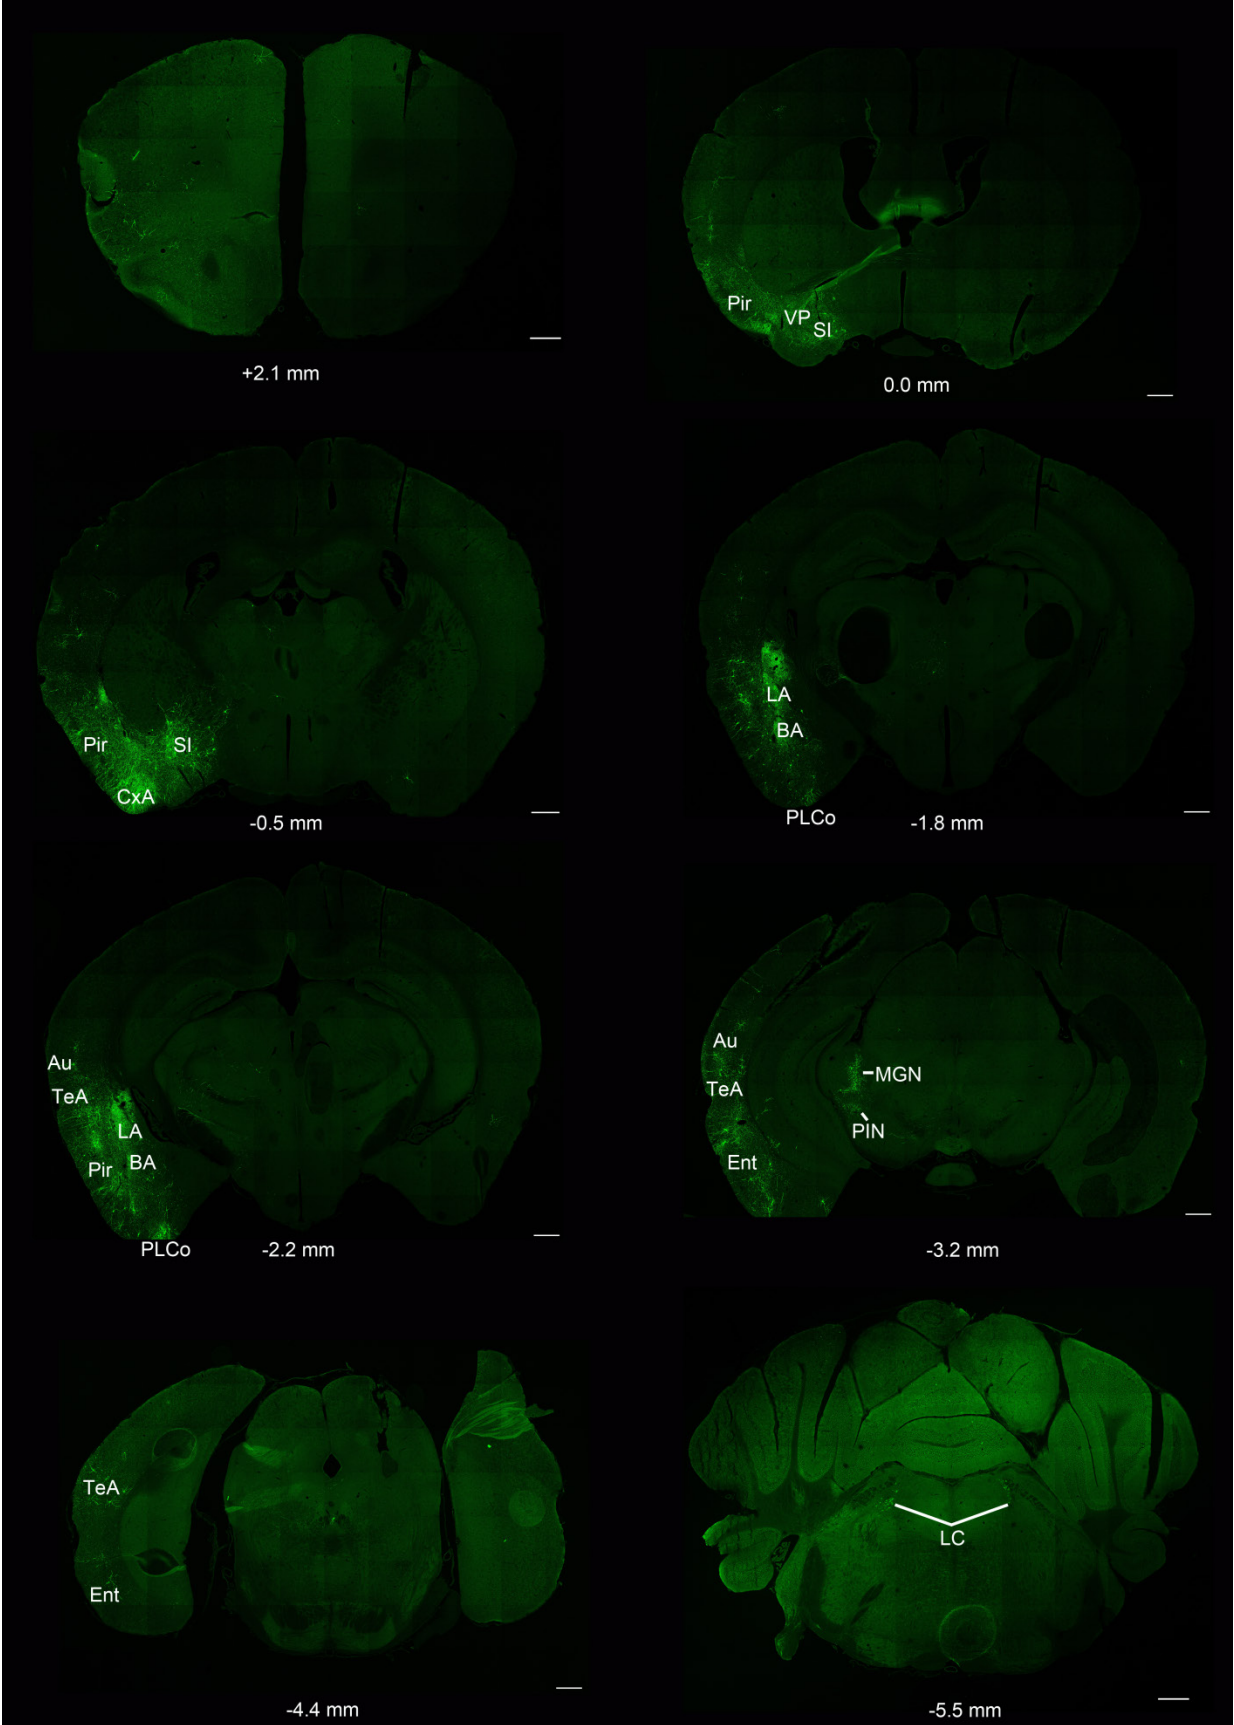 +2.1 mm
Pir
VP
SI
0.0 mm
Pir
SI
CxA
-0.5 mm
LA
BA
PLCo
-1.8 mm
Au
TeA
LA
Pir
BA
PLCo
-2.2 mm
Au
MGN
TeA
PIN
Ent
-3.2 mm
TeA
Ent
-4.4 mm
LC
-5.5 mm